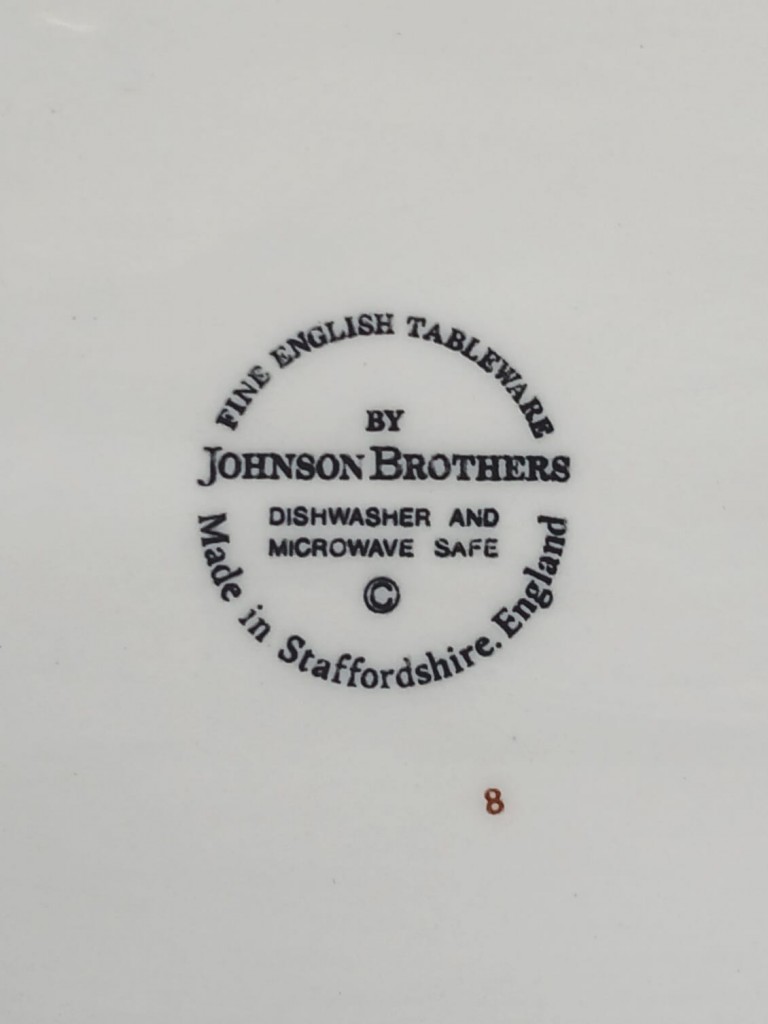 FINE ENGLISH TABLEWARE
BY
JOHNSON BROTHERS
DISHWASHER AND
MICROWAVE SAFE
©
Made in Staffordshire. England
8